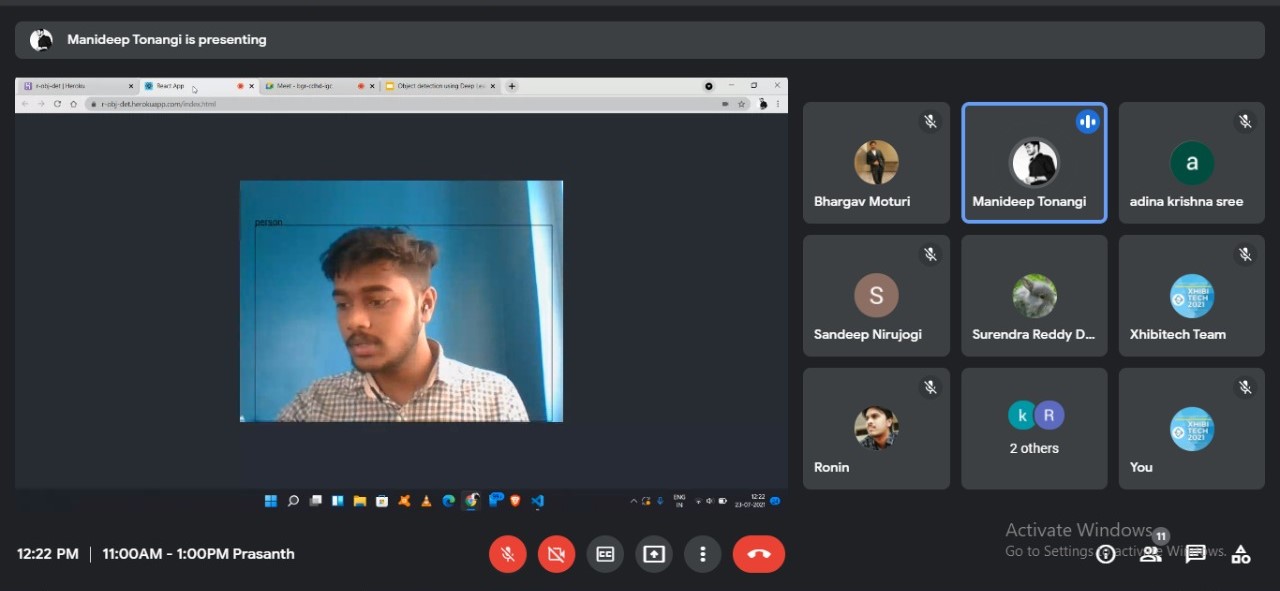 Manideep Tonangi is presenting
r-obj-det | Heroku
React App
Meet - bgr-cdhd-rgc
Object detection using Deep Lea
r-obj-det.herokuapp.com/index.html
person
ENG
IN
12:22
23-07-2021
Bhargav Moturi
Manideep Tonangi
a
adina krishna sree
S
Sandeep Nirujogi
Surendra Reddy D...
XHIBI
TECH
2021
Xhibitech Team
Ronin
k R
2 others
XHIBI
TECH
2021
You
12:22 PM | 11:00AM - 1:00PM Prasanth
CC
Activate Windows
11
Go to Settings to activate Windows.